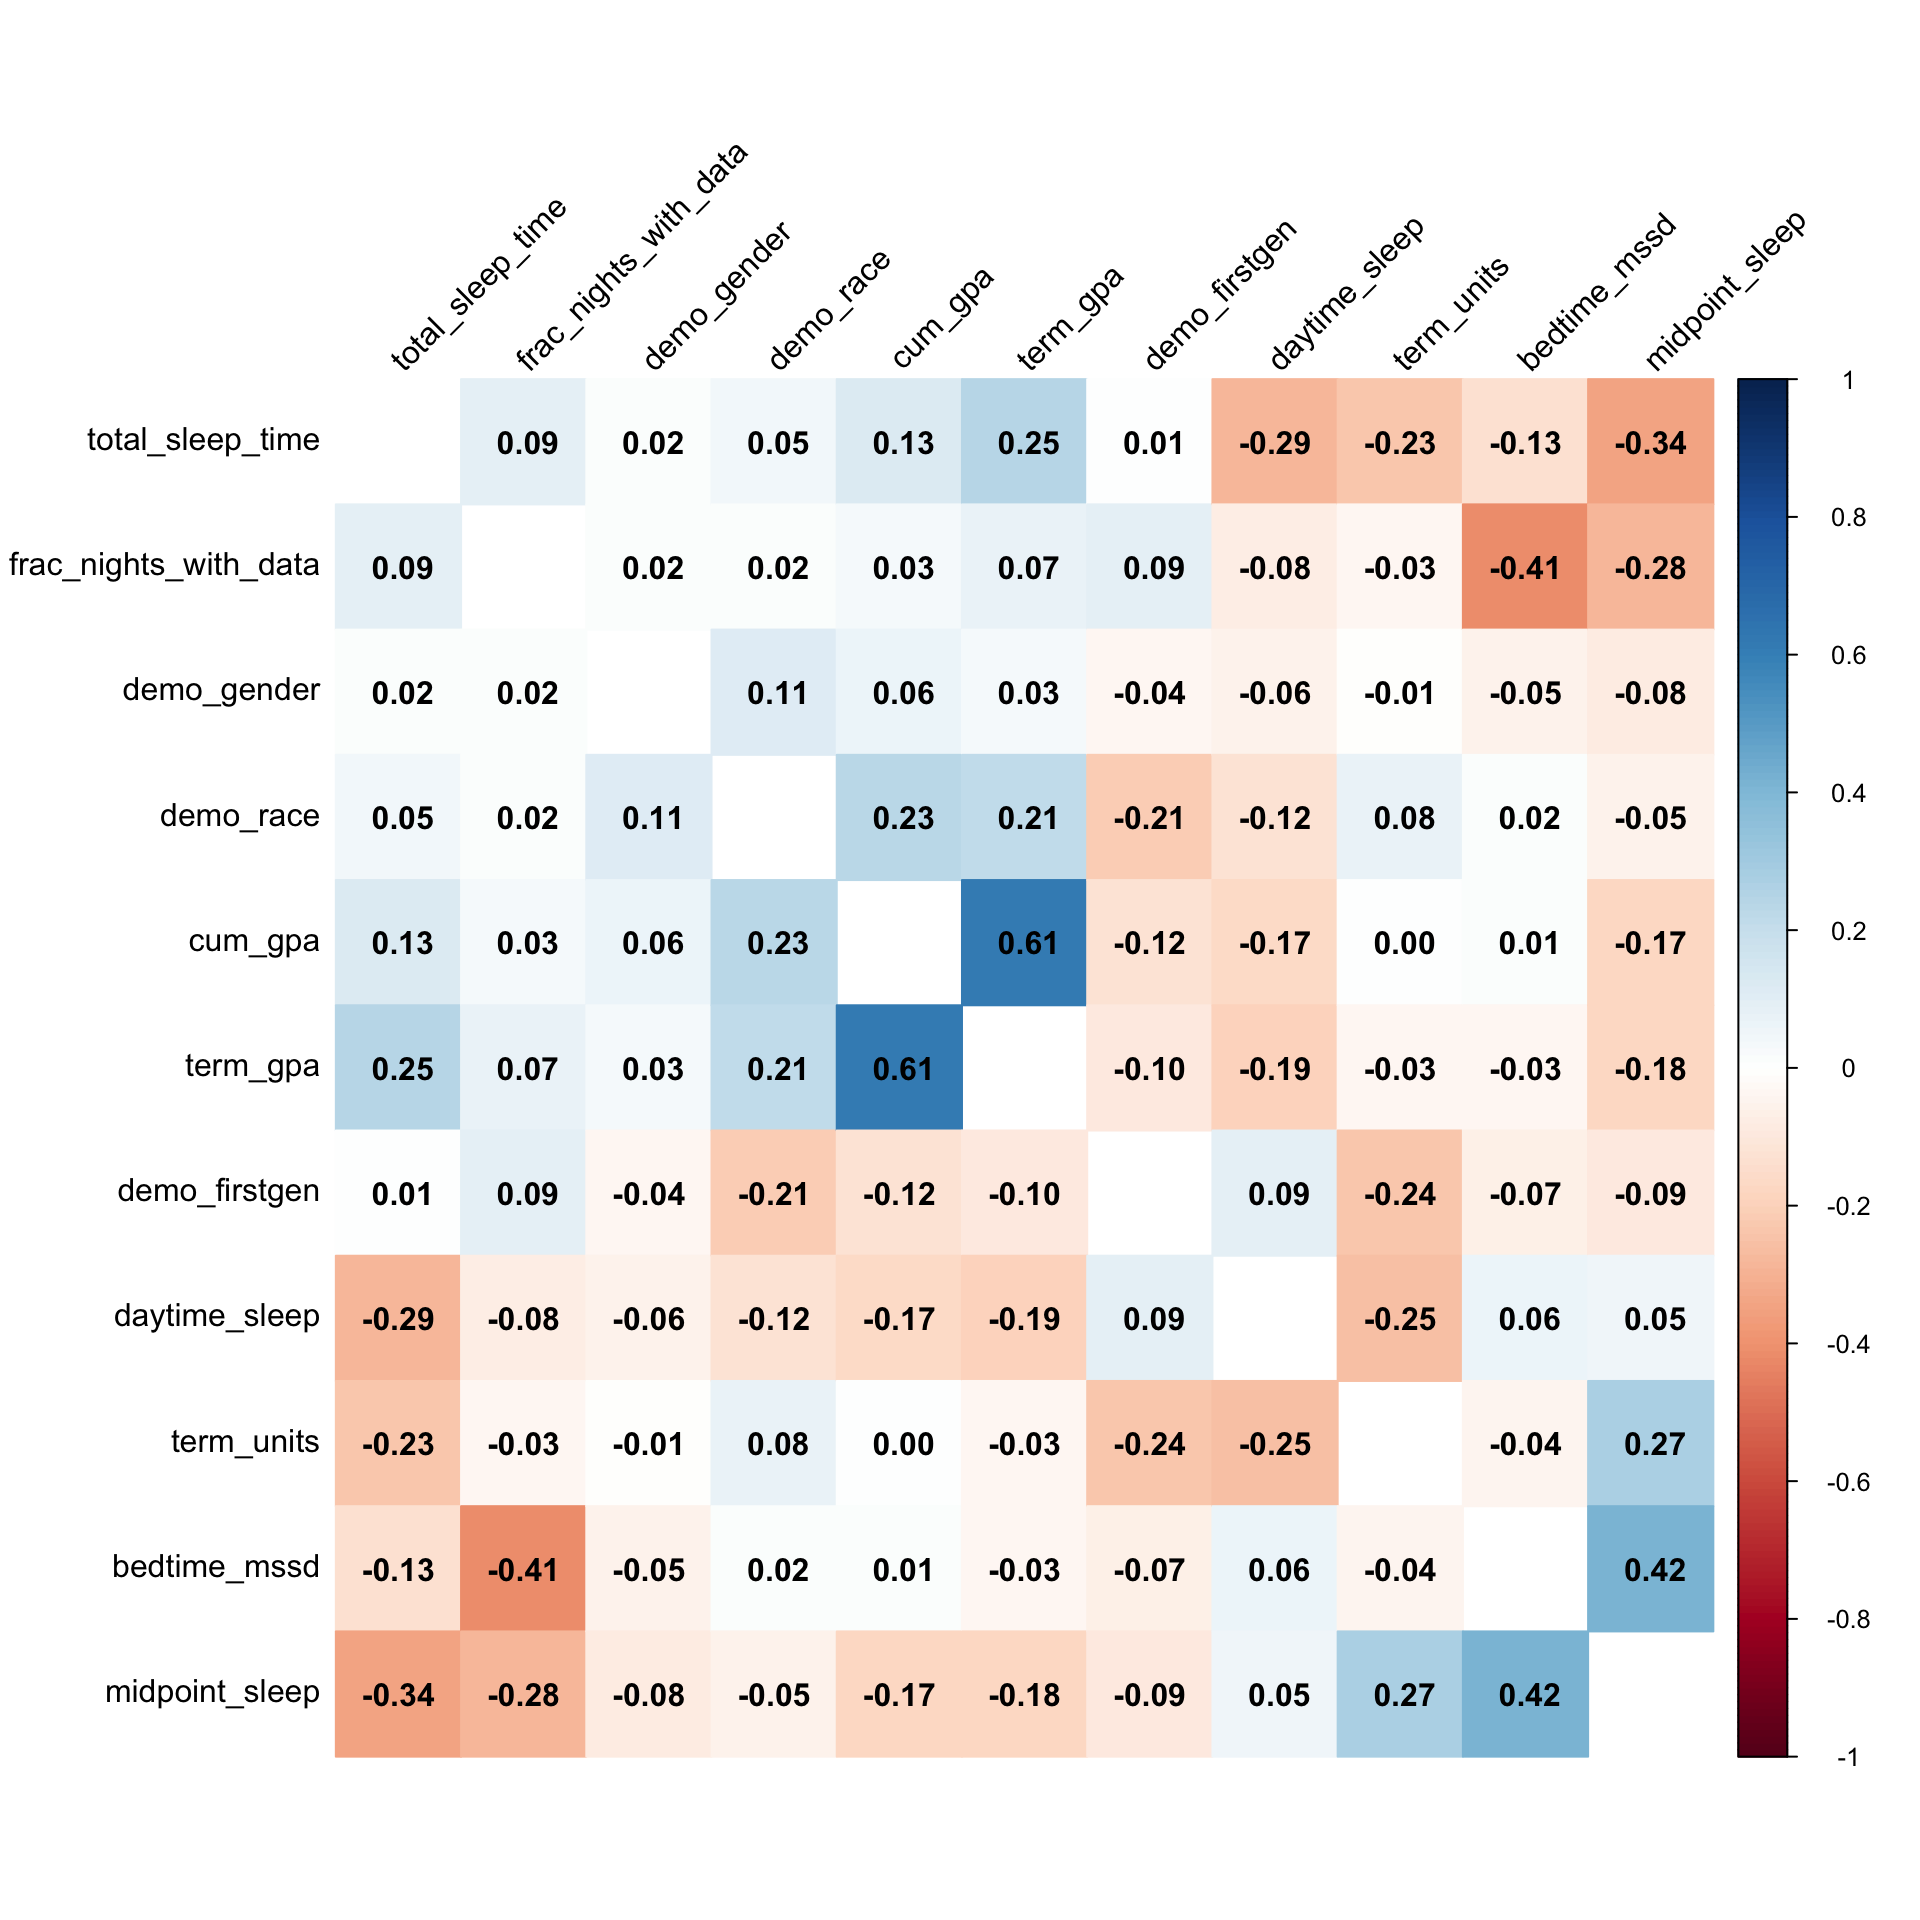 total_sleep_time frac_nights_with_data demo_gender demo_race cum_gpa term_gpa demo_firstgen daytime_sleep term_units bedtime_mssd midpoint_sleep
total_sleep_time 0.09 0.02 0.05 0.13 0.25 0.01 -0.29 -0.23 -0.13 -0.34
frac_nights_with_data 0.09 0.02 0.02 0.03 0.07 0.09 -0.08 -0.03 -0.41 -0.28
demo_gender 0.02 0.02 0.11 0.06 0.03 -0.04 -0.06 -0.01 -0.05 -0.08
demo_race 0.05 0.02 0.11 0.23 0.21 -0.21 -0.12 0.08 0.02 -0.05
cum_gpa 0.13 0.03 0.06 0.23 0.61 -0.12 -0.17 0.00 0.01 -0.17
term_gpa 0.25 0.07 0.03 0.21 0.61 -0.10 -0.19 -0.03 -0.03 -0.18
demo_firstgen 0.01 0.09 -0.04 -0.21 -0.12 -0.10 0.09 -0.24 -0.07 -0.09
daytime_sleep -0.29 -0.08 -0.06 -0.12 -0.17 -0.19 0.09 -0.25 0.06 0.05
term_units -0.23 -0.03 -0.01 0.08 0.00 -0.03 -0.24 -0.25 -0.04 0.27
bedtime_mssd -0.13 -0.41 -0.05 0.02 0.01 -0.03 -0.07 0.06 -0.04 0.42
midpoint_sleep -0.34 -0.28 -0.08 -0.05 -0.17 -0.18 -0.09 0.05 0.27 0.42
1
0.8
0.6
0.4
0.2
0
-0.2
-0.4
-0.6
-0.8
-1